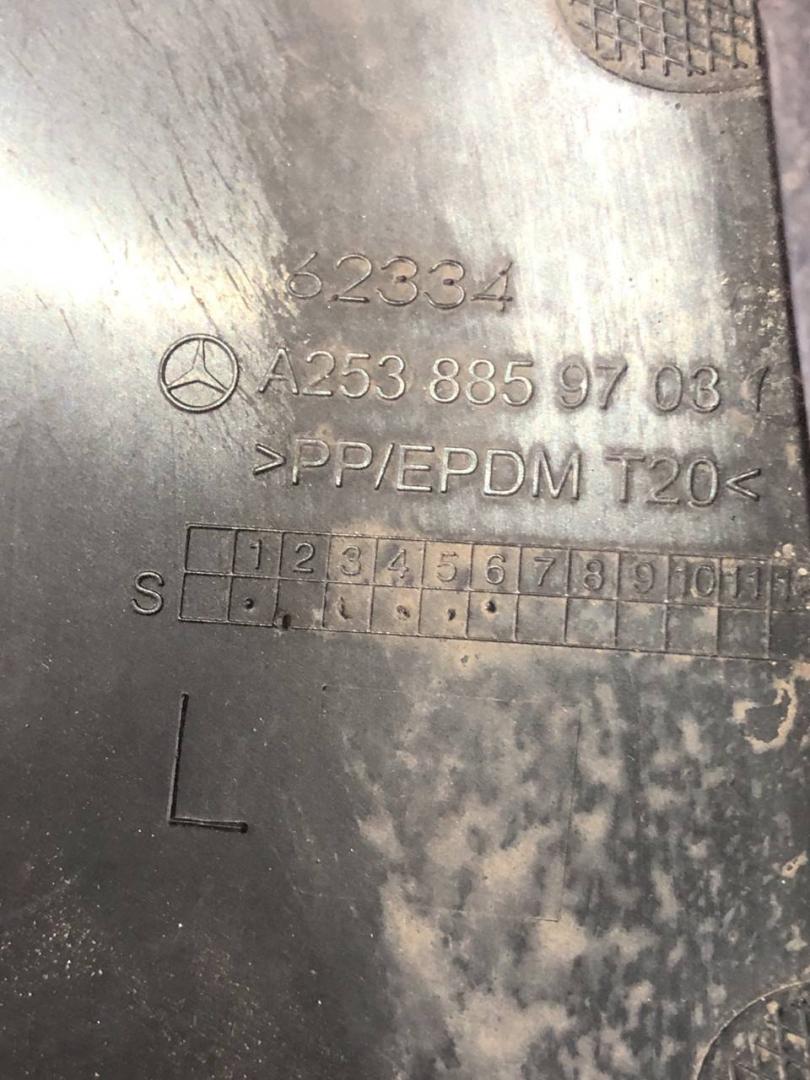 62334
A253 885 97 03
>PP/EPDM T20<
1 2 3 4 5 6 7 8 9 10 11
S
L